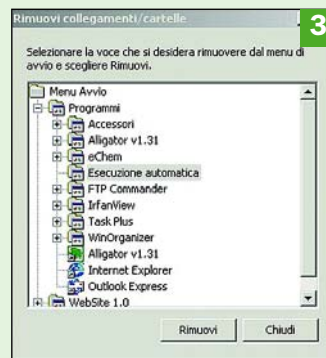 Rimuovi collegamenti/cartelle
3
Selezionare la voce che si desidera rimuovere dal menu di
avvio e scegliere Rimuovi.
Menu Avvio
Programmi
Accessori
Alligator v1.31
eChem
Esecuzione automatica
FTP Commander
IrfanView
Task Plus
WinOrganizer
Alligator v1.31
Internet Explorer
Outlook Express
WebSite 1.0
Rimuovi
Chiudi